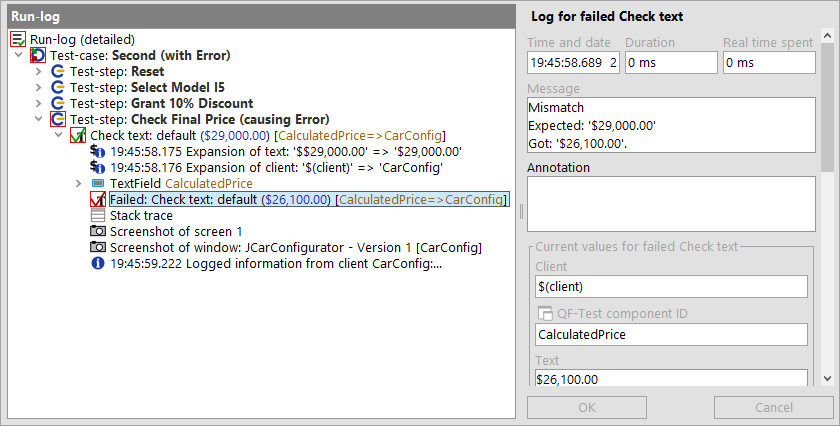 Run-log
Run-log (detailed)
Test-case: Second (with Error)
Test-step: Reset
Test-step: Select Model I5
Test-step: Grant 10% Discount
Test-step: Check Final Price (causing Error)
Check text: default ($29,000.00) [CalculatedPrice=>CarConfig]
19:45:58.175 Expansion of text: '$$29,000.00' => '$29,000.00'
19:45:58.176 Expansion of client: '$(client)' => 'CarConfig'
TextField CalculatedPrice
Failed: Check text: default ($26,100.00) [CalculatedPrice=>CarConfig]
Stack trace
Screenshot of screen 1
Screenshot of window: JCarConfigurator - Version 1 [CarConfig]
19:45:59.222 Logged information from client CarConfig:...
Log for failed Check text
Time and date Duration Real time spent
19:45:58.689 2 0 ms 0 ms
Message
Mismatch
Expected: '$29,000.00'
Got: '$26,100.00'.
Annotation
Current values for failed Check text
Client
$(client)
QF-Test component ID
CalculatedPrice
Text
$26,100.00
OK Cancel